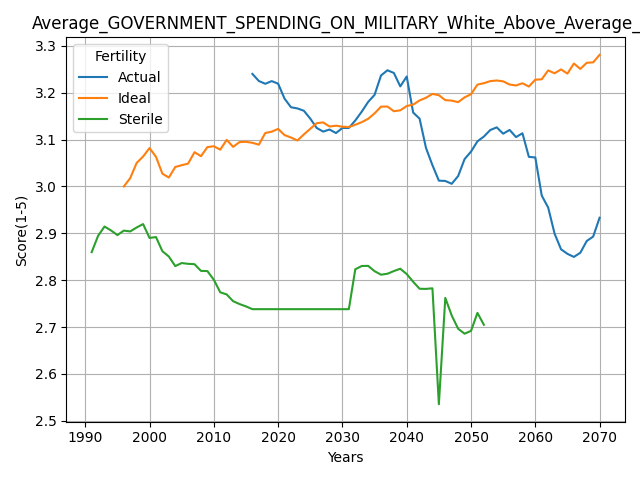 Average_GOVERNMENT_SPENDING_ON_MILITARY_White_Above_Average_
Fertility
Actual
Ideal
Sterile
Score(1-5)
3.3
3.2
3.1
3.0
2.9
2.8
2.7
2.6
2.5
1990 2000 2010 2020 2030 2040 2050 2060 2070
Years